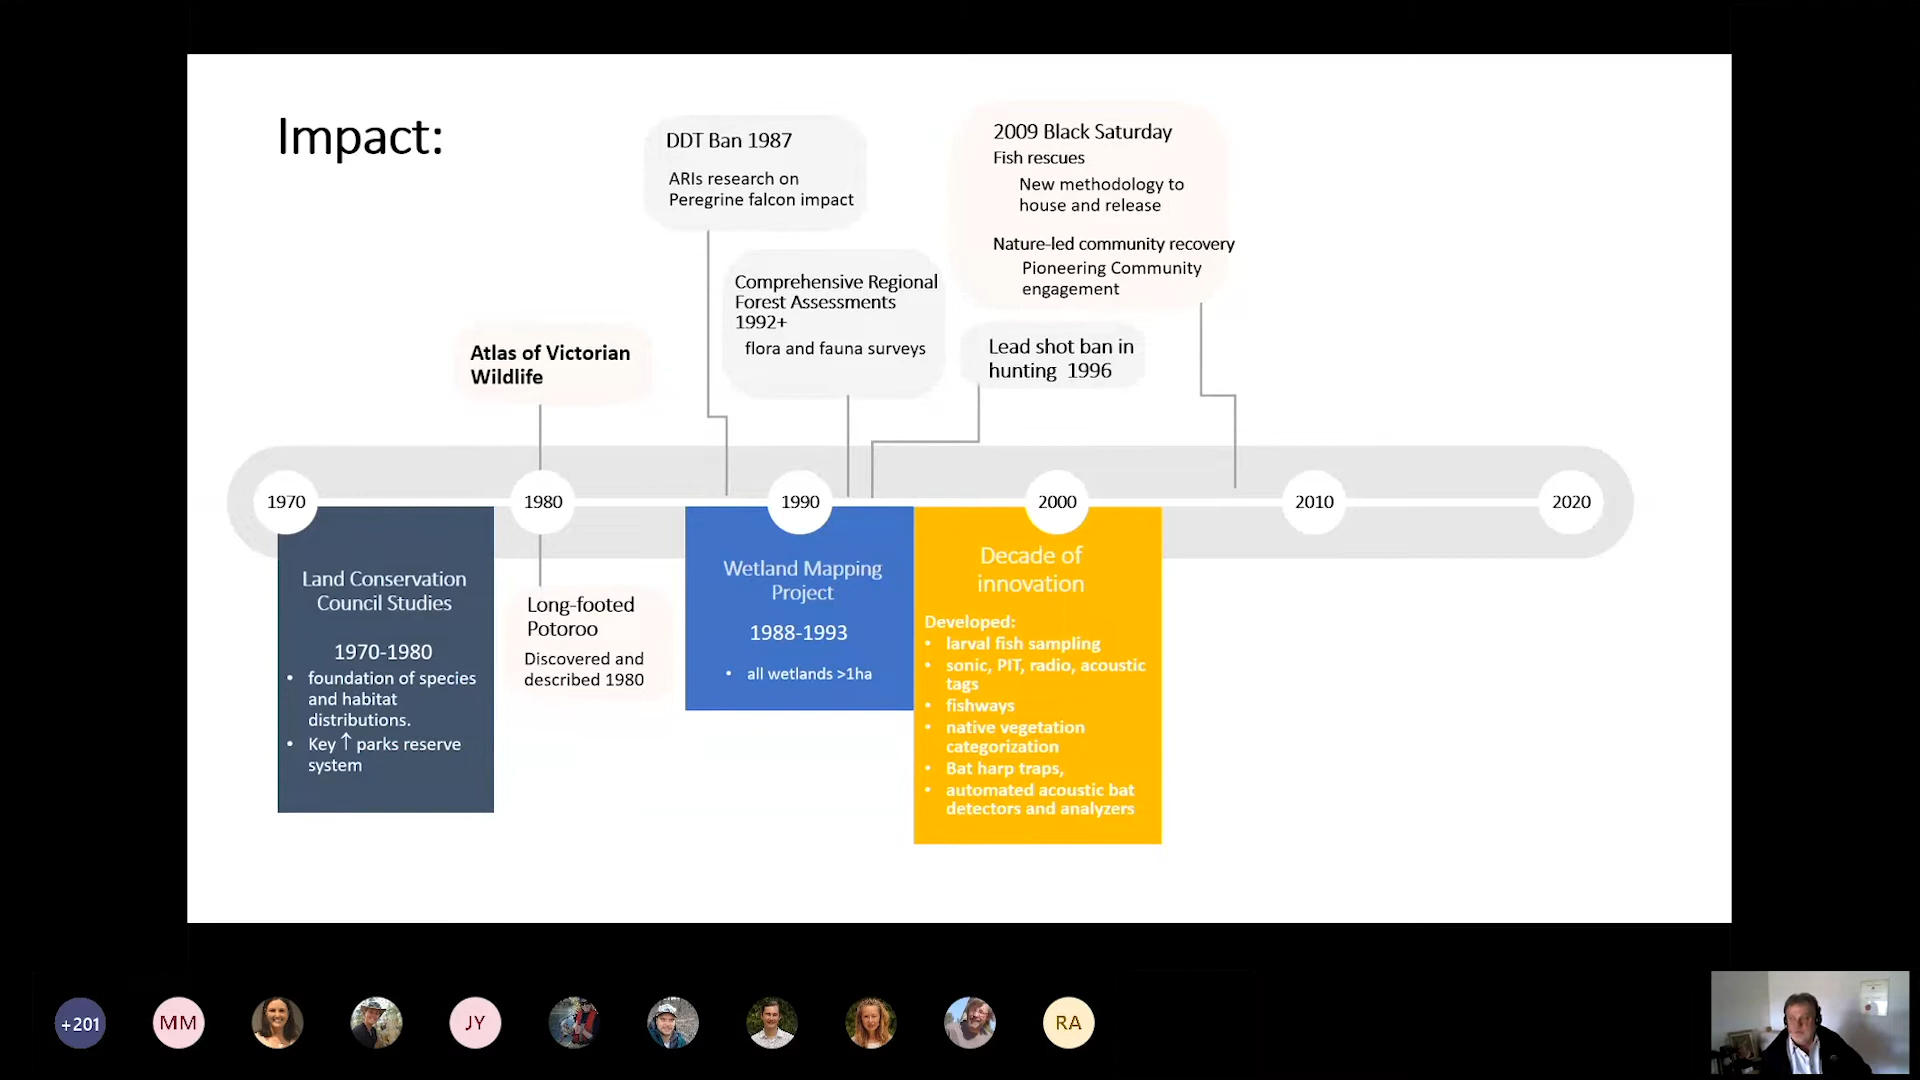 Impact:
DDT Ban 1987
ARIs research on
Peregrine falcon impact
2009 Black Saturday
Fish rescues
New methodology to
house and release
Nature-led community recovery
Pioneering Community
engagement
Comprehensive Regional
Forest Assessments
1992+
flora and fauna surveys
Lead shot ban in
hunting 1996
Atlas of Victorian
Wildlife
1970
1980
1990
2000
2010
2020
Land Conservation
Council Studies
1970-1980
• foundation of species
and habitat
distributions.
• Key ↑ parks reserve
system
Long-footed
Potoroo
Discovered and
described 1980
Wetland Mapping
Project
1988-1993
• all wetlands >1ha
Decade of
innovation
Developed:
• larval fish sampling
• sonic, PIT, radio, acoustic
tags
• fishways
• native vegetation
categorization
• Bat harp traps,
• automated acoustic bat
detectors and analyzers
+201
MM
JY
RA